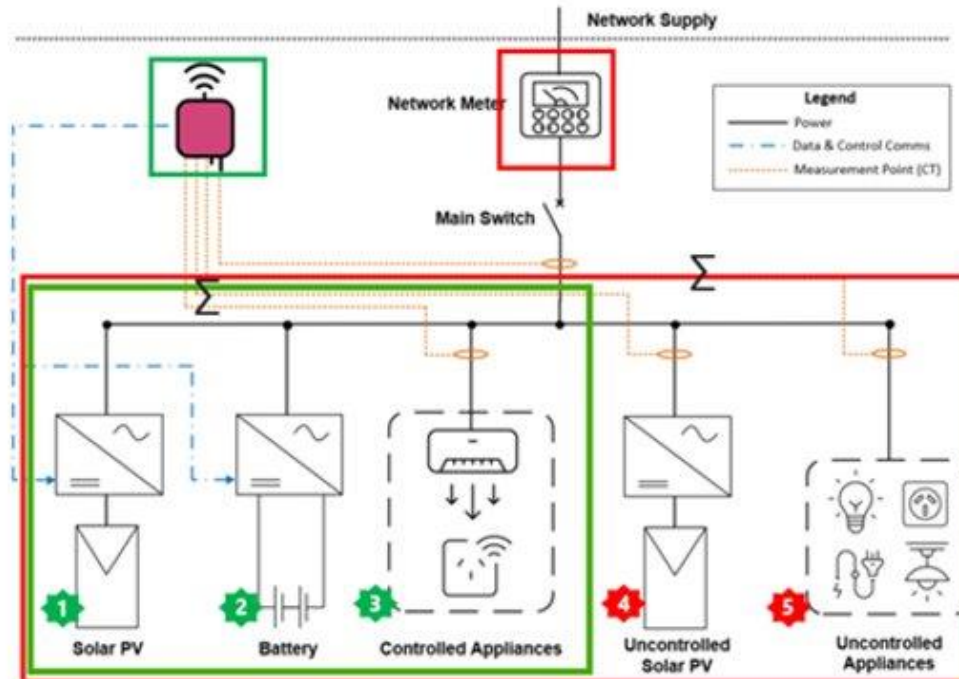 Network Supply
Network Meter
Legend
Power
Data & Control Comms
Measurement Point (CT)
Main Switch
Σ
Σ
1
2
3
4
5
Solar PV
Battery
Controlled Appliances
Uncontrolled
Solar PV
Uncontrolled
Appliances